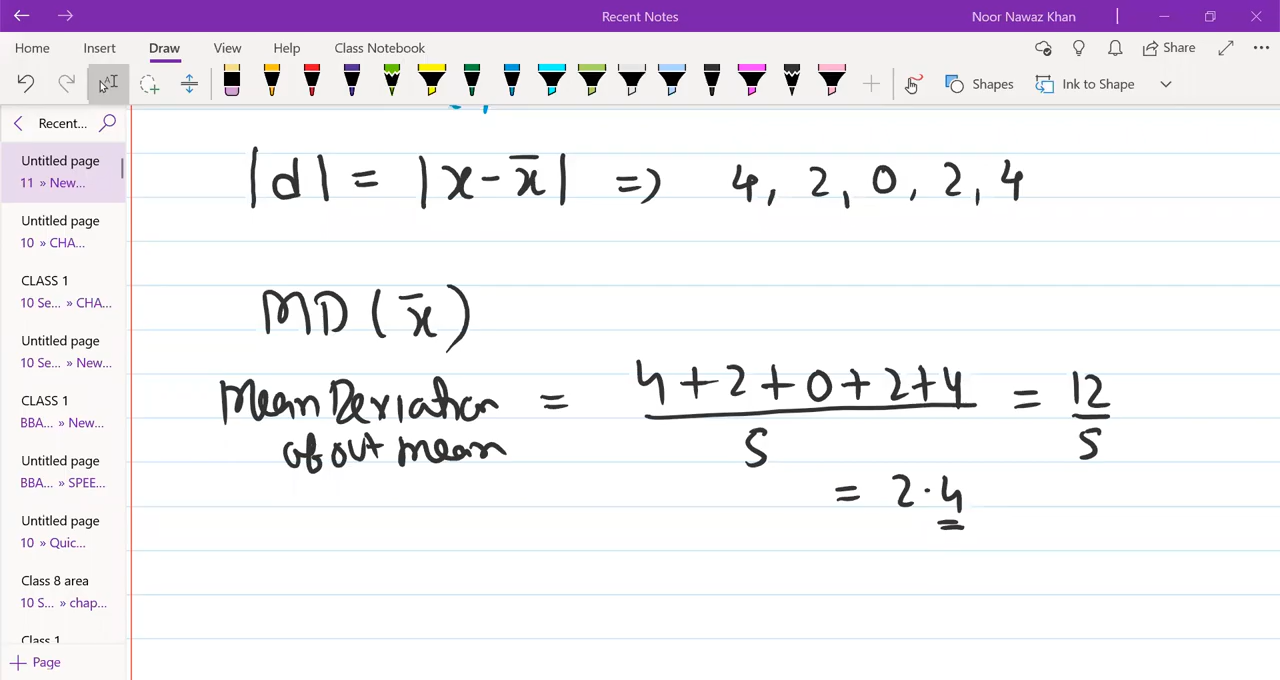 Recent Notes
Noor Nawaz Khan
Home Insert Draw View Help Class Notebook
Share
Shapes
Ink to Shape
Recent...
Untitled page
11 » New...
Untitled page
10 » CHA...
CLASS 1
10 Se... » CHA...
Untitled page
10 Se... » New...
CLASS 1
BBA... » New...
Untitled page
BBA... » SPEE...
Untitled page
10 » Quic...
Class 8 area
10 S... » chap...
Class 1
+ Page
|d| = |x - x̄| => 4, 2, 0, 2, 4
MD (x̄)
Mean Deviation about mean = 4+2+0+2+4 / 5 = 12 / 5
= 2.4